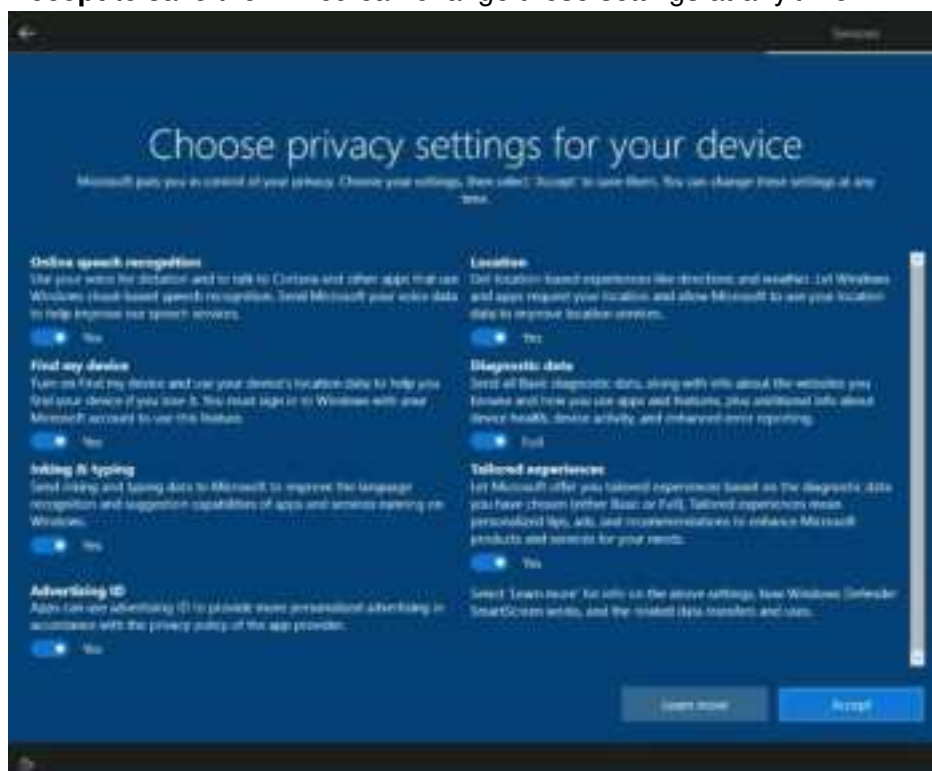 Accept to save them. You can change these settings at any time
Services
Choose privacy settings for your device
Microsoft puts you in control of your privacy. Choose your settings, then select 'Accept' to save them. You can change these settings at any
time.
Online speech recognition
Use your voice for dictation and to talk to Cortana and other apps that use
Windows cloud-based speech recognition. Send Microsoft your voice data
to help improve our speech services.
Yes
Find my device
Turn on Find my device and use your device's location data to help you
find your device if you lose it. You must sign in to Windows with your
Microsoft account to use this feature.
Yes
Inking & typing
Send inking and typing data to Microsoft to improve the language
recognition and suggestion capabilities of apps and services running on
Windows.
Yes
Advertising ID
Apps can use advertising ID to provide more personalized advertising in
accordance with the privacy policy of the app provider.
Yes
Location
Get location-based experiences like directions and weather. Let Windows
and apps request your location and allow Microsoft to use your location
data to improve location services.
Yes
Diagnostic data
Send all Basic diagnostic data, along with info about the websites you
browse and how you use apps and features, plus additional info about
device health, device activity, and enhanced error reporting.
Full
Tailored experiences
Let Microsoft offer you tailored experiences based on the diagnostic data
you have chosen (either Basic or Full). Tailored experiences mean
personalized tips, ads, and recommendations to enhance Microsoft
products and services for your needs.
Yes
Select 'Learn more' for info on the above settings, how Windows Defender
SmartScreen works, and the related data transfers and uses.
Learn more
Accept